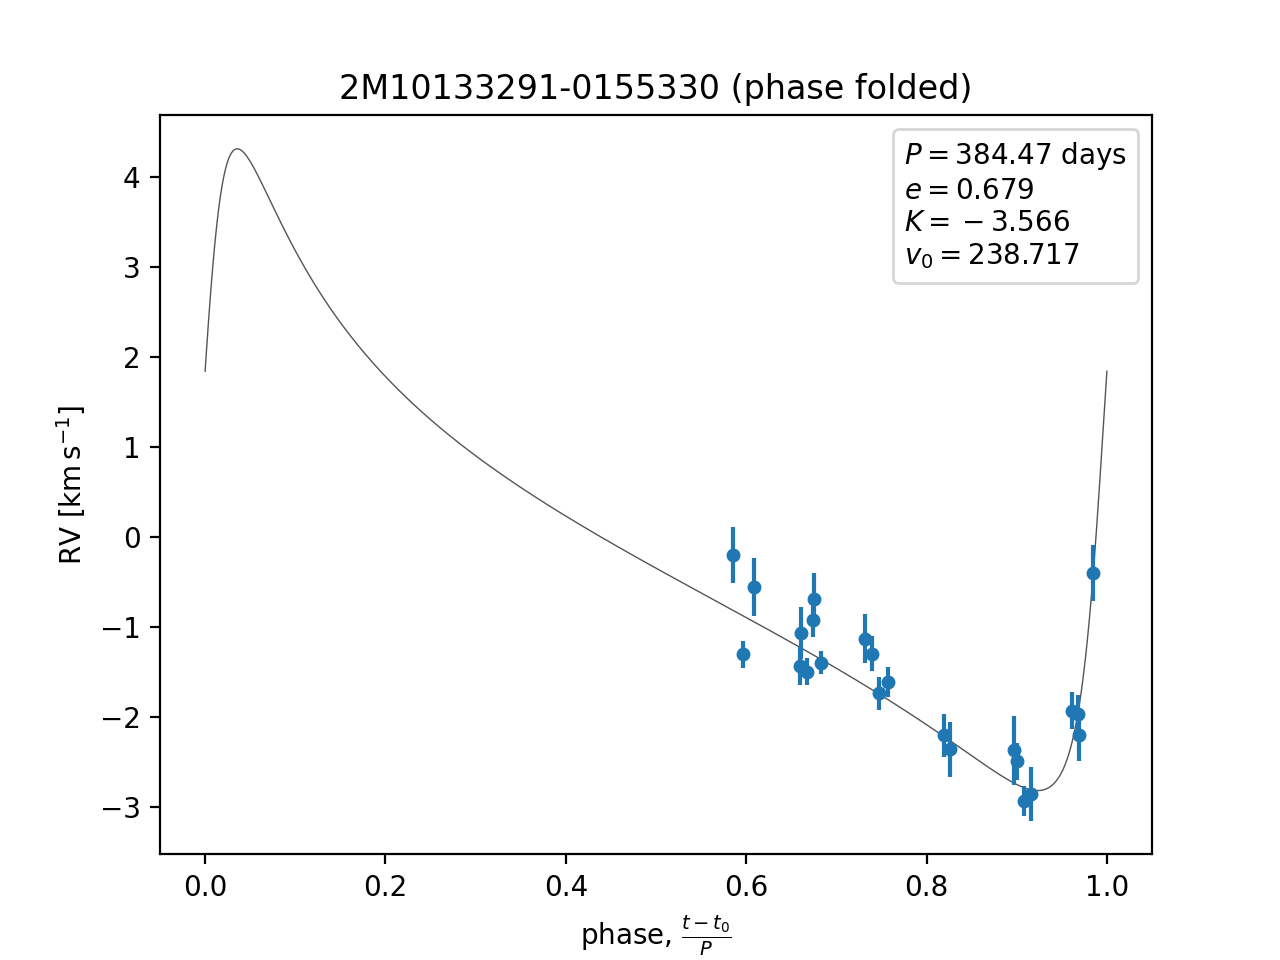 2M10133291-0155330 (phase folded)
P = 384.47 days
e = 0.679
K = −3.566
v₀ = 238.717
RV [km s⁻¹]
4
3
2
1
0
−1
−2
−3
0.0 0.2 0.4 0.6 0.8 1.0
phase, (t − t₀)/P